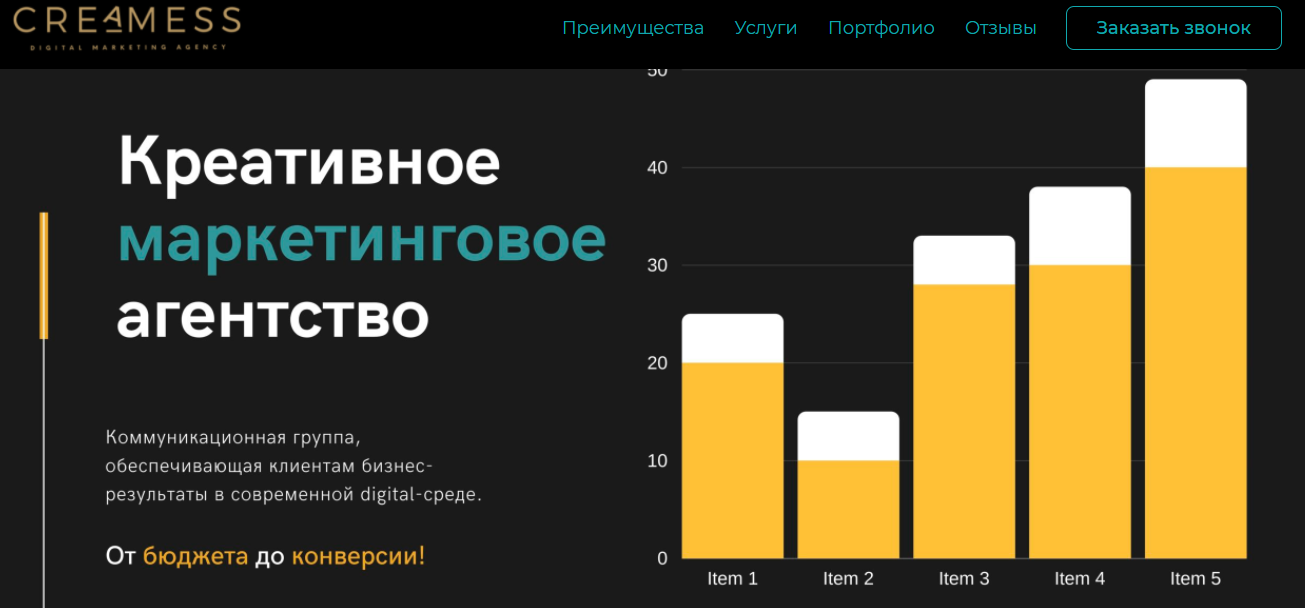 CREAMESS
DIGITAL MARKETING AGENCY
Преимущества Услуги Портфолио Отзывы Заказать звонок
Креативное
маркетинговое
агентство
Коммуникационная группа,
обеспечивающая клиентам бизнес-
результаты в современной digital-среде.
От бюджета до конверсии!
50
40
30
20
10
0
Item 1 Item 2 Item 3 Item 4 Item 5